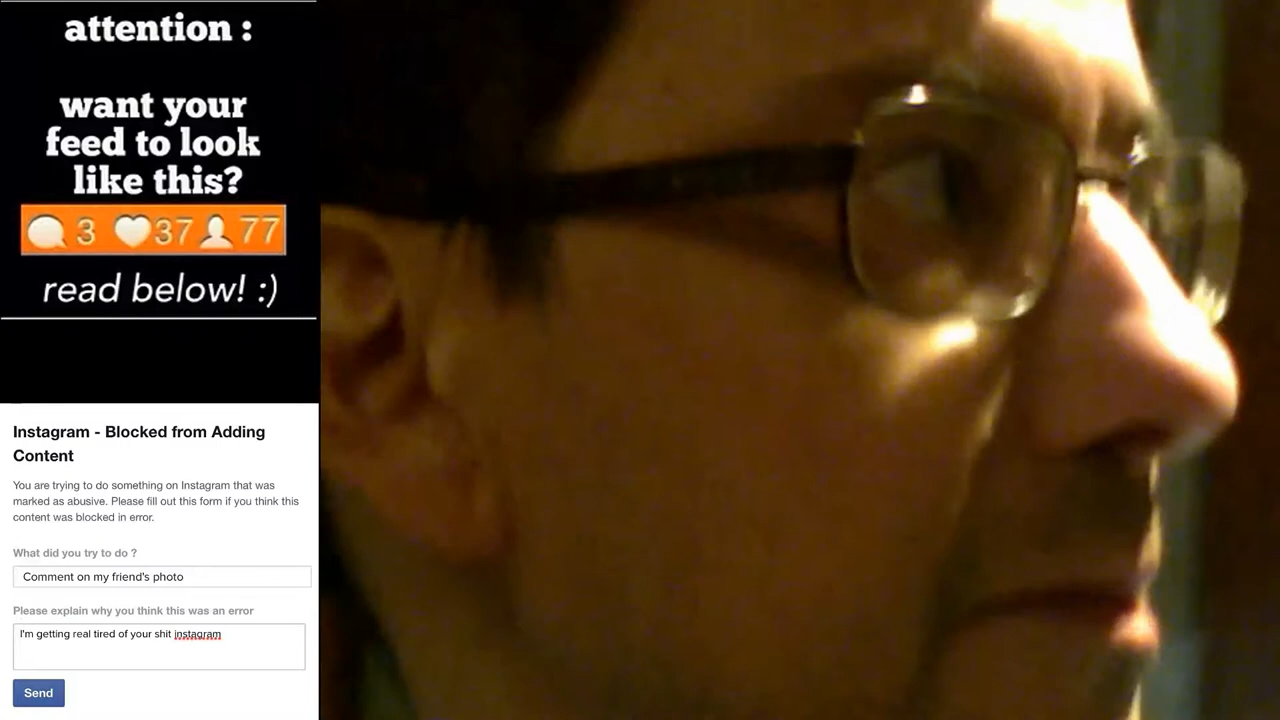 attention :
want your
feed to look
like this?
3 37 77
read below! :)
Instagram - Blocked from Adding
Content
You are trying to do something on Instagram that was
marked as abusive. Please fill out this form if you think this
content was blocked in error.
What did you try to do ?
Comment on my friend's photo
Please explain why you think this was an error
I'm getting real tired of your shit instagram
Send